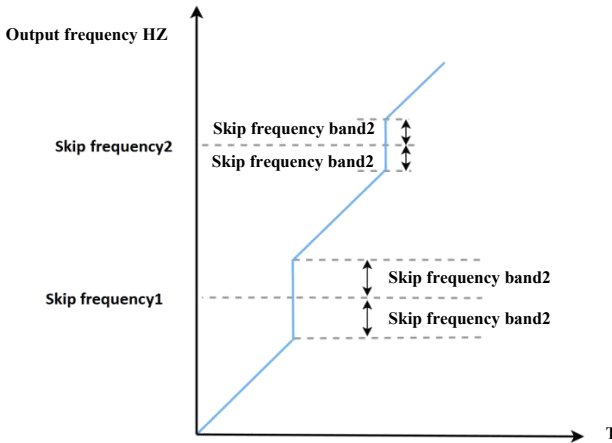 Output frequency HZ
Skip frequency band2
Skip frequency2
Skip frequency band2
Skip frequency band2
Skip frequency1
Skip frequency band2
T